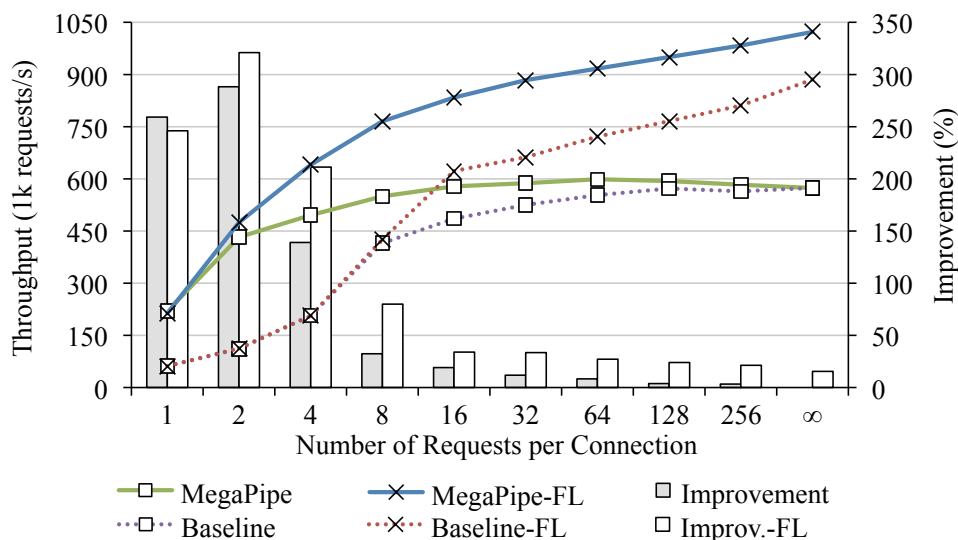 1050 350
900 300
750 250
600 200
450 150
300 100
150 50
0 0
Throughput (1k requests/s)
Improvement (%)
1 2 4 8 16 32 64 128 256 ∞
Number of Requests per Connection
MegaPipe MegaPipe-FL Improvement
Baseline Baseline-FL Improv.-FL